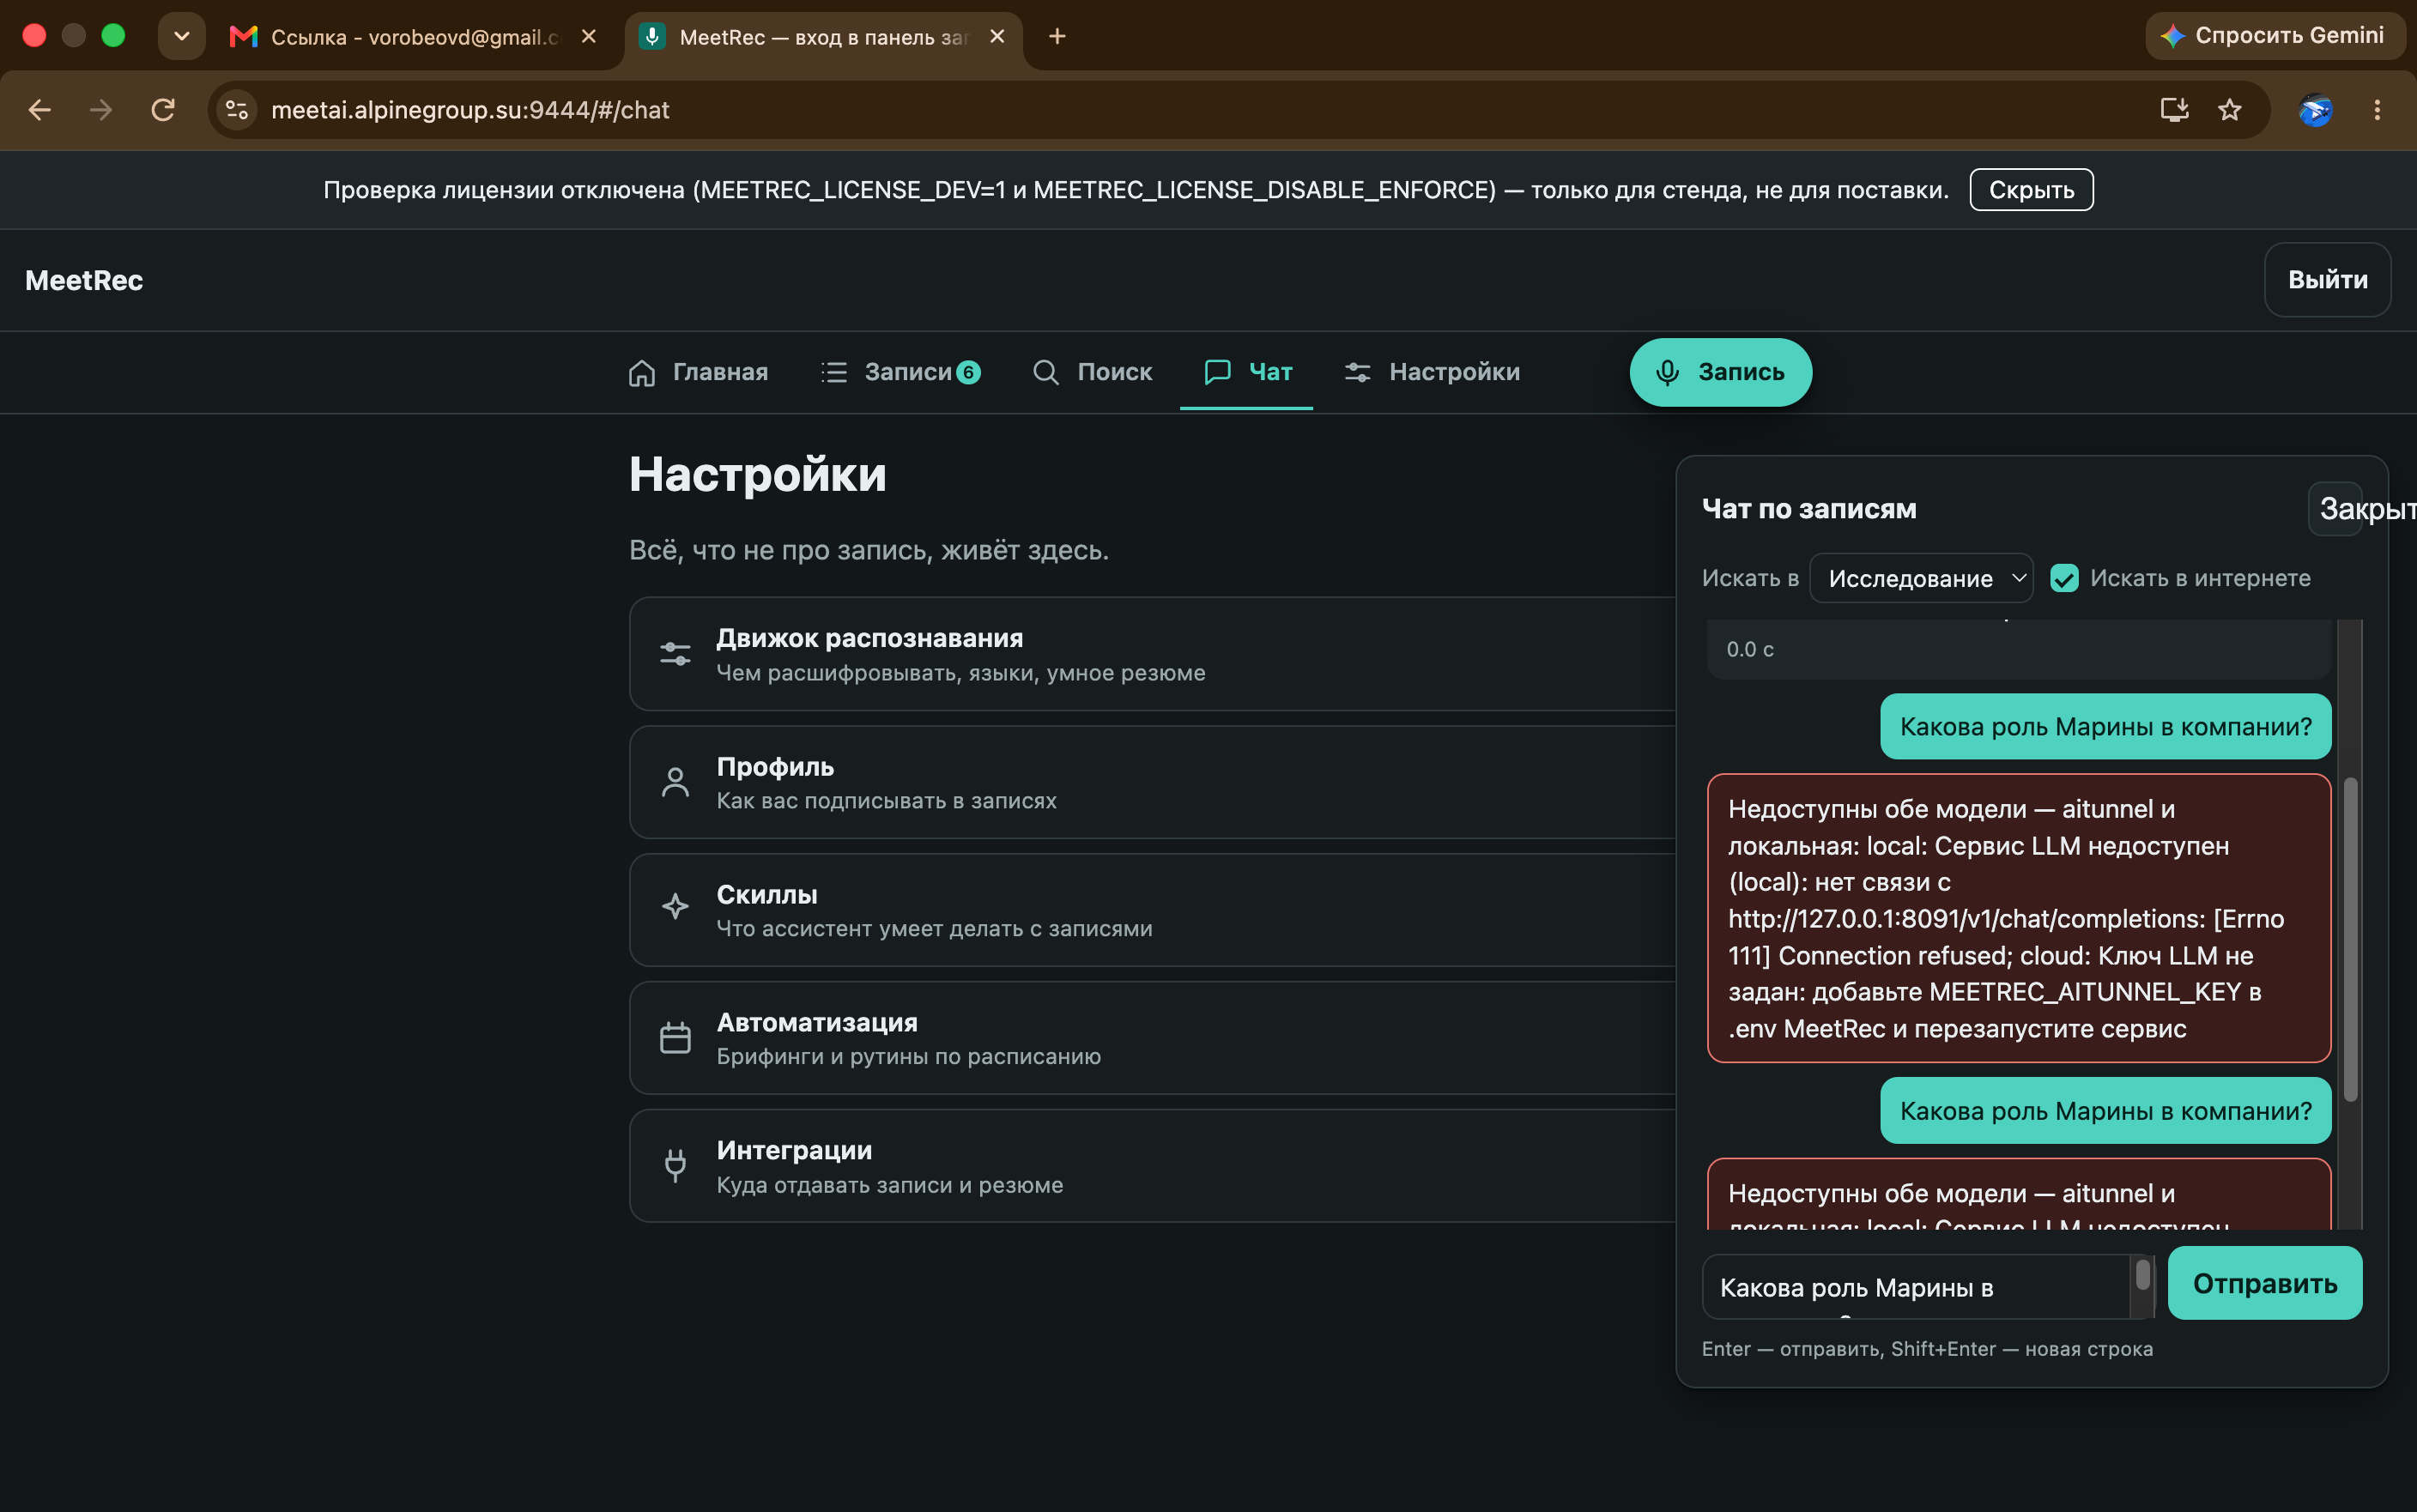 Ссылка - vorobeovd@gmail.c
MeetRec — вход в панель зап
Спросить Gemini
meetai.alpinegroup.su:9444/#/chat
Проверка лицензии отключена (MEETREC_LICENSE_DEV=1 и MEETREC_LICENSE_DISABLE_ENFORCE) — только для стенда, не для поставки.
Скрыть
MeetRec
Выйти
Главная
Записи 6
Поиск
Чат
Настройки
Запись
Настройки
Всё, что не про запись, живёт здесь.
Движок распознавания
Чем расшифровывать, языки, умное резюме
Профиль
Как вас подписывать в записях
Скиллы
Что ассистент умеет делать с записями
Автоматизация
Брифинги и рутины по расписанию
Интеграции
Куда отдавать записи и резюме
Чат по записям
Закрыт
Искать в
Исследование
Искать в интернете
0.0 с
Какова роль Марины в компании?
Недоступны обе модели — aitunnel и
локальная: local: Сервис LLM недоступен
(local): нет связи с
http://127.0.0.1:8091/v1/chat/completions: [Errno
111] Connection refused; cloud: Ключ LLM не
задан: добавьте MEETREC_AITUNNEL_KEY в
.env MeetRec и перезапустите сервис
Какова роль Марины в компании?
Недоступны обе модели — aitunnel и
локальная: local: Сервис LLM недоступен
Какова роль Марины в
Отправить
Enter — отправить, Shift+Enter — новая строка